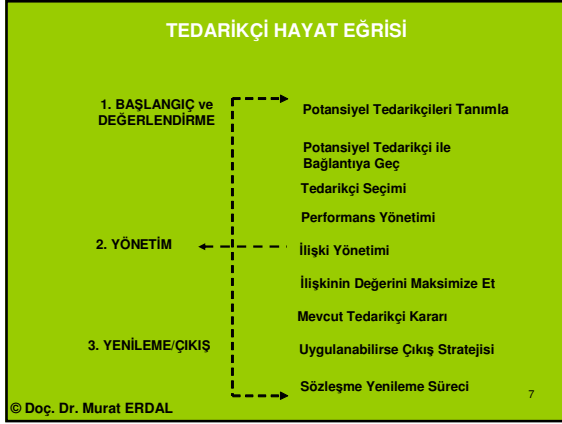 TEDARİKÇİ HAYAT EĞRİSİ
1. BAŞLANGIÇ ve
DEĞERLENDİRME
Potansiyel Tedarikçileri Tanımla
Potansiyel Tedarikçi ile
Bağlantıya Geç
Tedarikçi Seçimi
Performans Yönetimi
2. YÖNETİM
İlişki Yönetimi
İlişkinin Değerini Maksimize Et
Mevcut Tedarikçi Kararı
3. YENİLEME/ÇIKIŞ
Uygulanabilirse Çıkış Stratejisi
Sözleşme Yenileme Süreci
7
© Doç. Dr. Murat ERDAL